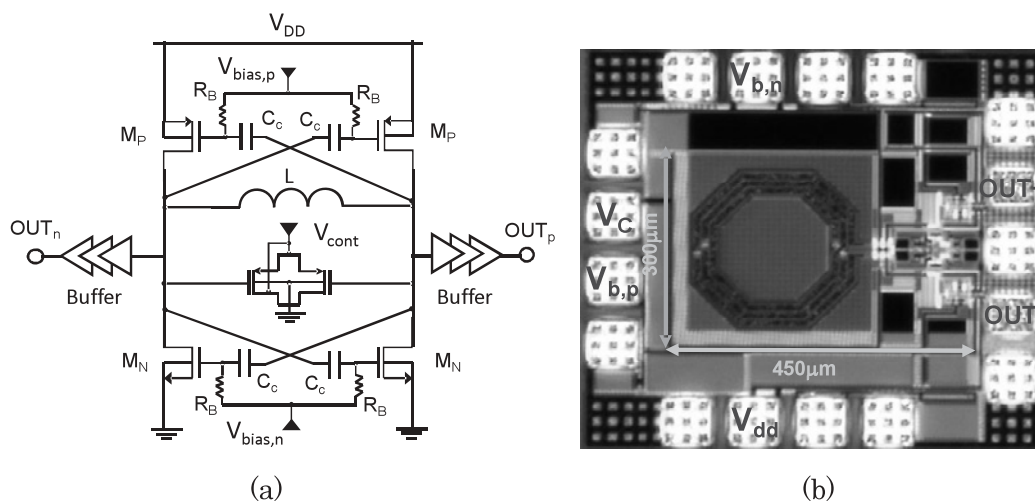 V_DD
V_bias,p
R_B
R_B
C_c
C_c
M_P
M_P
L
V_cont
OUT_n
OUT_p
Buffer
Buffer
M_N
M_N
C_c
C_c
R_B
R_B
V_bias,n
(a)
V_b,n
V_C
V_b,p
300μm
450μm
OUT
OUT
V_dd
(b)